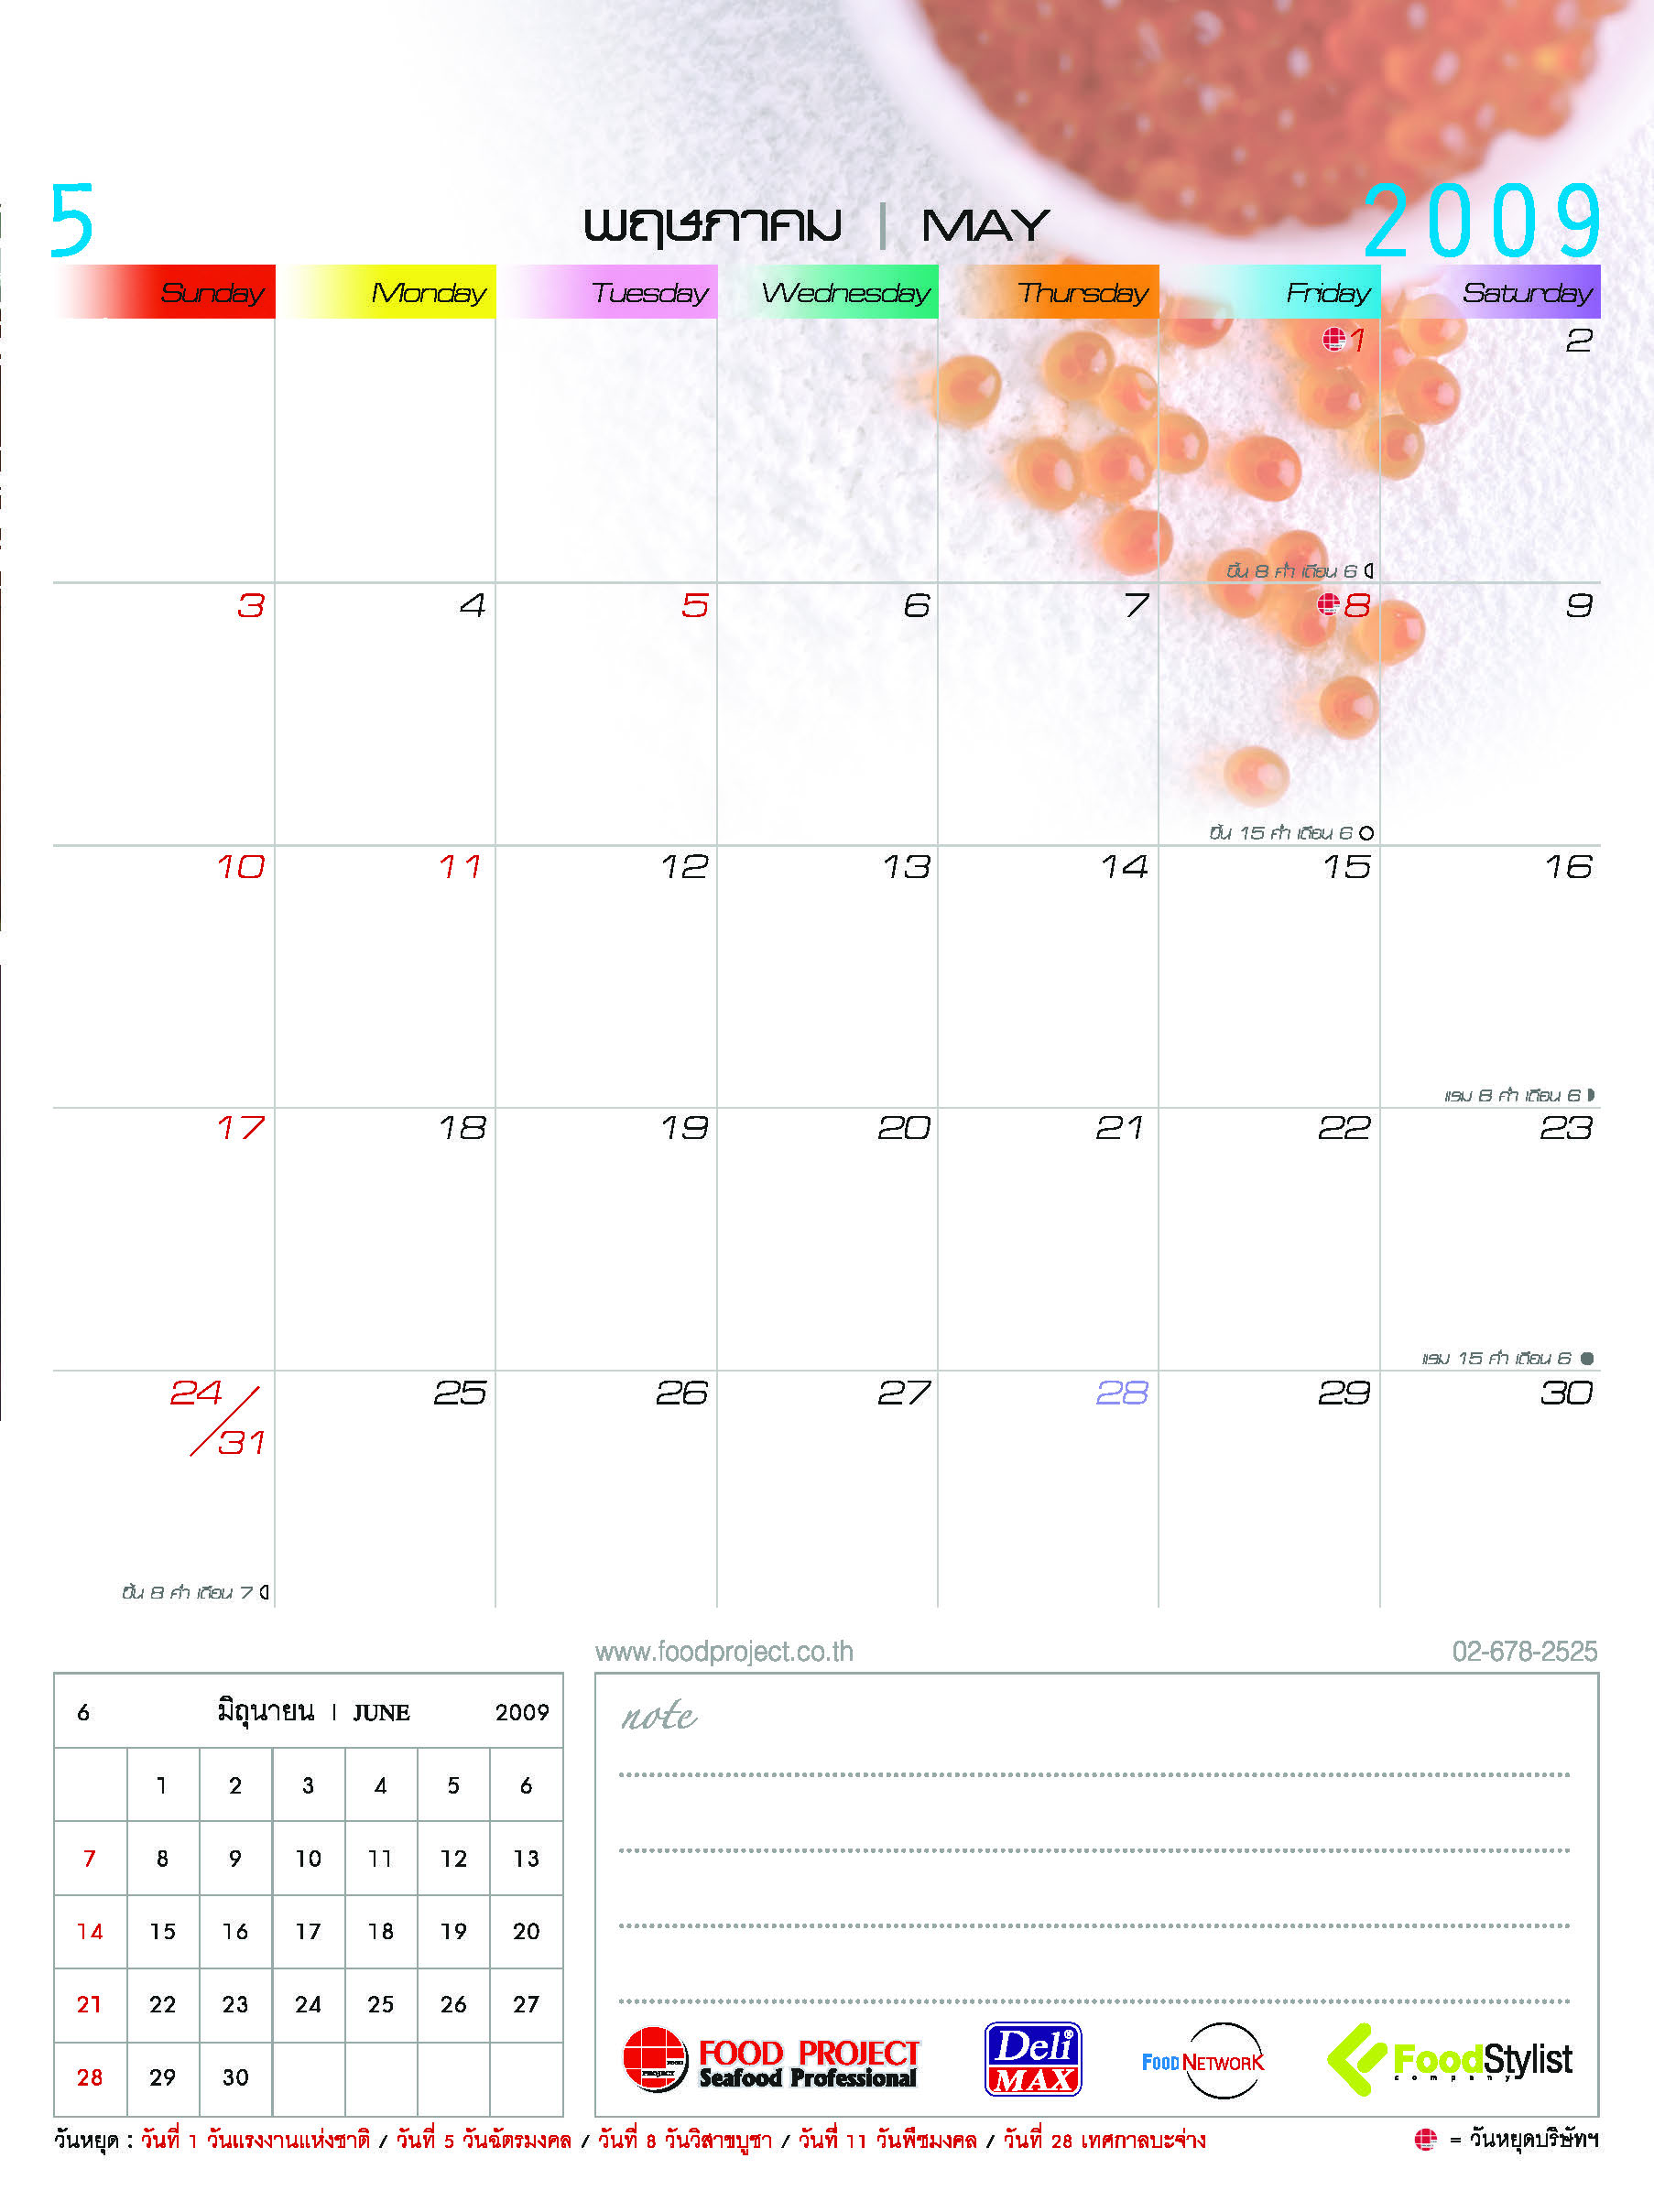 5 พฤษภาคม | MAY 2009
Sunday Monday Tuesday Wednesday Thursday Friday Saturday
1 2
ขึ้น 8 ค่ำ เดือน 6
3 4 5 6 7 8 9
ขึ้น 15 ค่ำ เดือน 6
10 11 12 13 14 15 16
แรม 8 ค่ำ เดือน 6
17 18 19 20 21 22 23
แรม 15 ค่ำ เดือน 6
24/31 25 26 27 28 29 30
ขึ้น 8 ค่ำ เดือน 7
www.foodproject.co.th 02-678-2525
6 มิถุนายน | JUNE 2009
1 2 3 4 5 6
7 8 9 10 11 12 13
14 15 16 17 18 19 20
21 22 23 24 25 26 27
28 29 30
note
PROJECT
FOOD PROJECT
Seafood Professional
Deli®
MAX
FOOD NETWORK
FoodStylist
company
วันหยุด : วันที่ 1 วันแรงงานแห่งชาติ / วันที่ 5 วันฉัตรมงคล / วันที่ 8 วันวิสาขบูชา / วันที่ 11 วันพืชมงคล / วันที่ 28 เทศกาลบะจ่าง
= วันหยุดบริษัทฯ